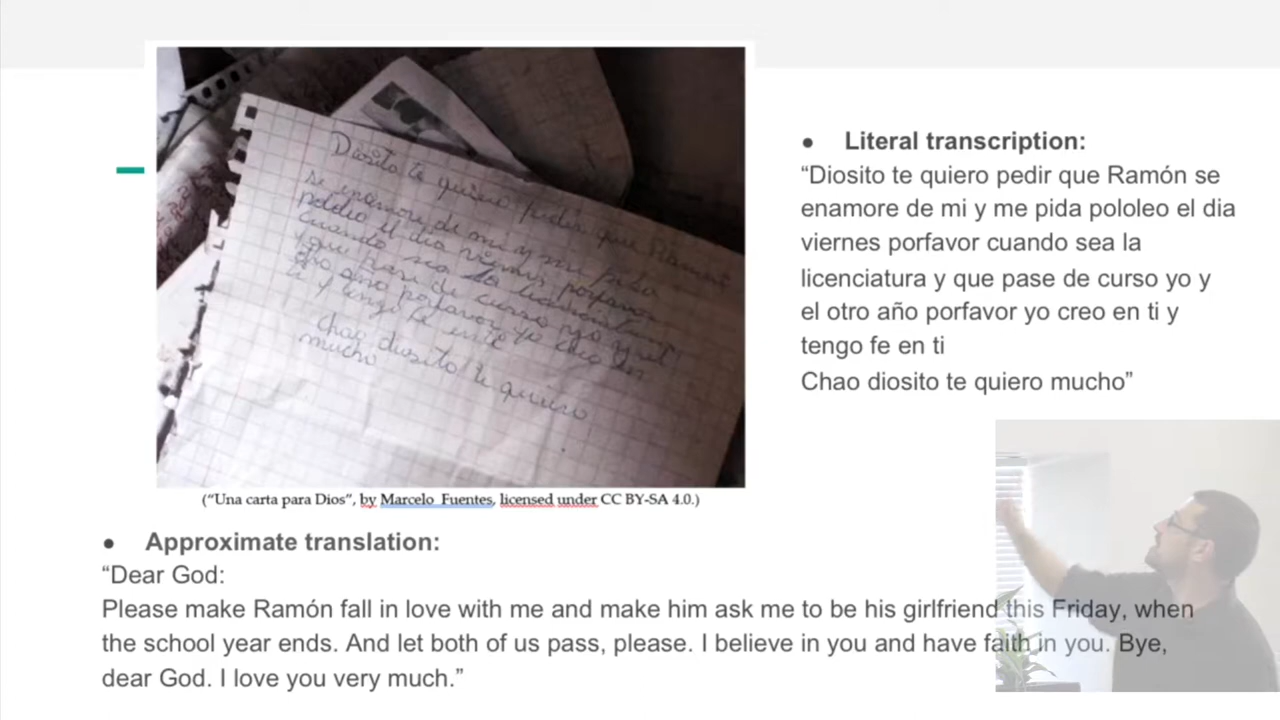 Diosito te quiero pedir que Ramón
se enamore de mi y me pida
pololeo el dia viernes porfavor
cuando sea la licenciatura
y que pase de curso yo y el
otro año porfavor yo creo en
ti y tengo fe en ti
Chao diosito te quiero
mucho
("Una carta para Dios", by Marcelo Fuentes, licensed under CC BY-SA 4.0.)
● Literal transcription:
“Diosito te quiero pedir que Ramón se
enamore de mi y me pida pololeo el dia
viernes porfavor cuando sea la
licenciatura y que pase de curso yo y
el otro año porfavor yo creo en ti y
tengo fe en ti
Chao diosito te quiero mucho”
● Approximate translation:
“Dear God:
Please make Ramón fall in love with me and make him ask me to be his girlfriend this Friday, when
the school year ends. And let both of us pass, please. I believe in you and have faith in you. Bye,
dear God. I love you very much.”